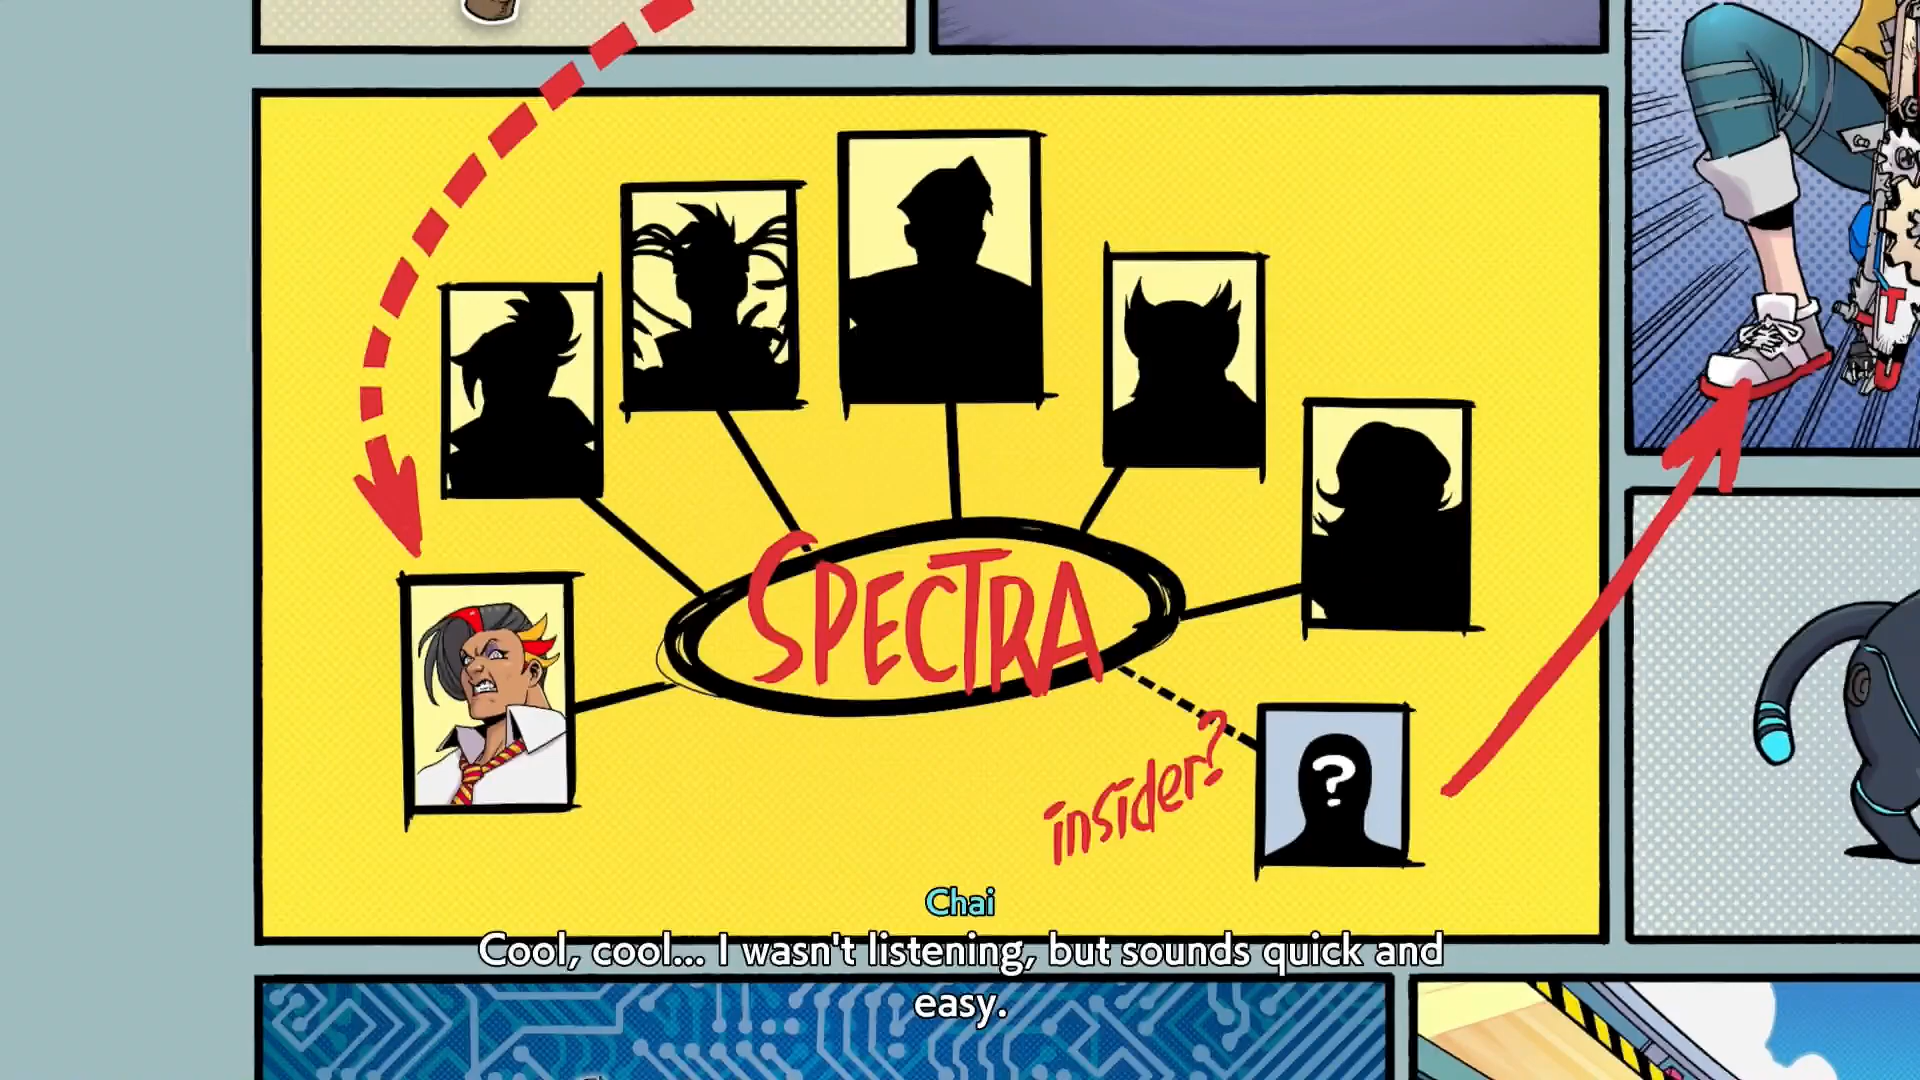 SPECTRA
insider?
?
Chai
Cool, cool... I wasn't listening, but sounds quick and
easy.